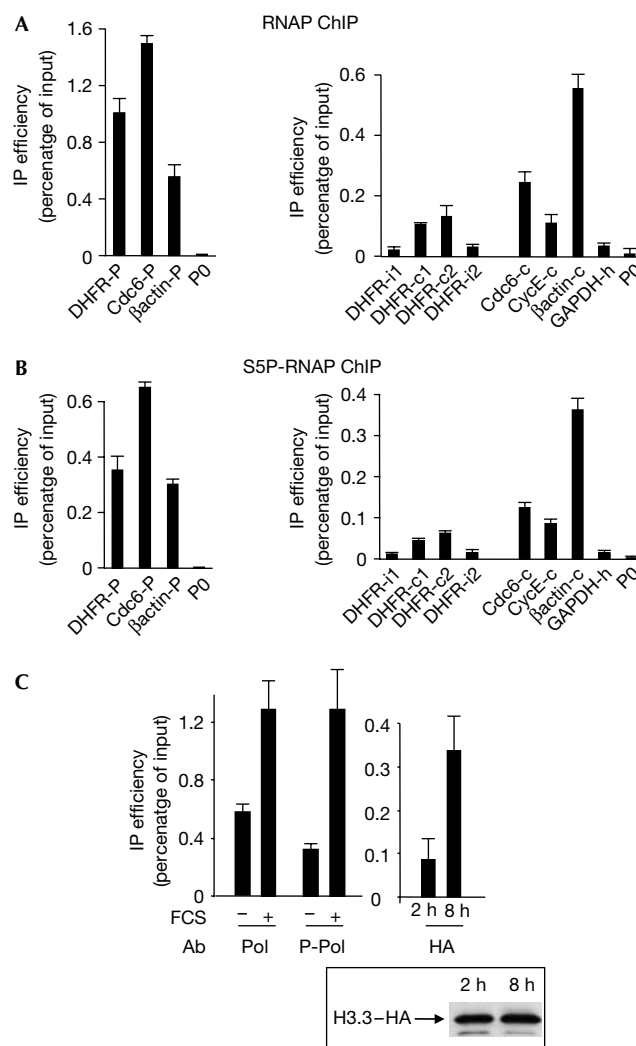 A
RNAP ChIP
IP efficiency
(percenatge of input)
1.6
1.2
0.8
0.4
0
DHFR-P
Cdc6-P
βactin-P
P0
IP efficiency
(percenatge of input)
0.6
0.4
0.2
0
DHFR-i1
DHFR-c1
DHFR-c2
DHFR-i2
Cdc6-c
CycE-c
βactin-c
GAPDH-h
P0
B
S5P-RNAP ChIP
IP efficiency
(percenatge of input)
0.6
0.4
0.2
0
DHFR-P
Cdc6-P
βactin-P
P0
IP efficiency
(percenatge of input)
0.4
0.3
0.2
0.1
0
DHFR-i1
DHFR-c1
DHFR-c2
DHFR-i2
Cdc6-c
CycE-c
βactin-c
GAPDH-h
P0
C
IP efficiency
(percenatge of input)
1.2
0.8
0.4
0
FCS – + – +
Ab Pol P-Pol
0.4
0.3
0.2
0.1
0
2 h 8 h
HA
2 h 8 h
H3.3–HA